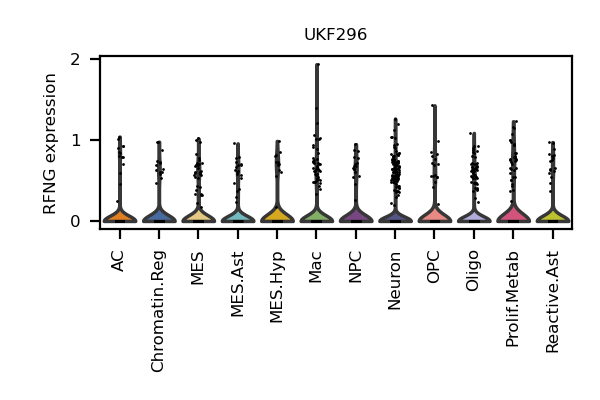 UKF296
RFNG expression
2
1
0
AC
Chromatin.Reg
MES
MES.Ast
MES.Hyp
Mac
NPC
Neuron
OPC
Oligo
Prolif.Metab
Reactive.Ast